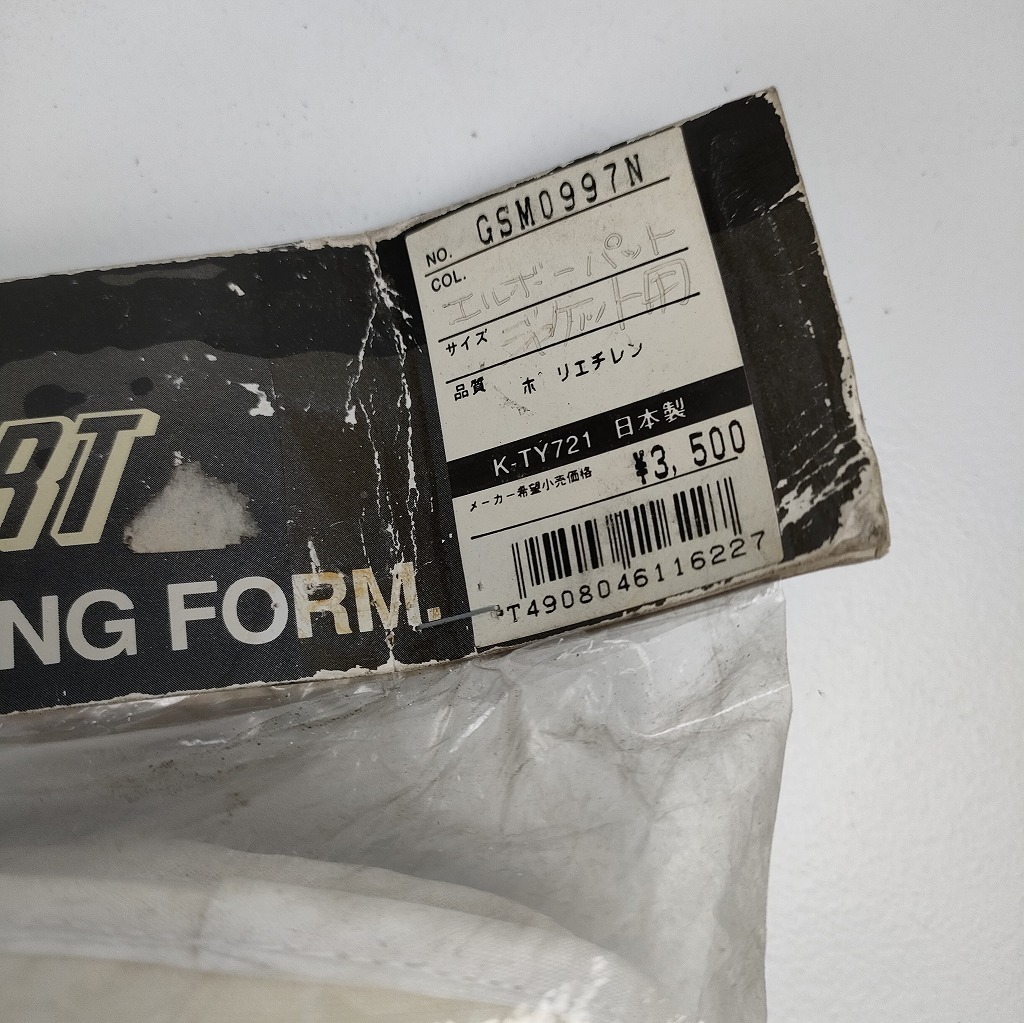 RT
NG FORM.
NO. GSM0997N
COL. エルボーパット
サイズ ジャケット用
品質 ポリエチレン
K-TY721 日本製
メーカー希望小売価格 ¥3,500
*T4908046116227